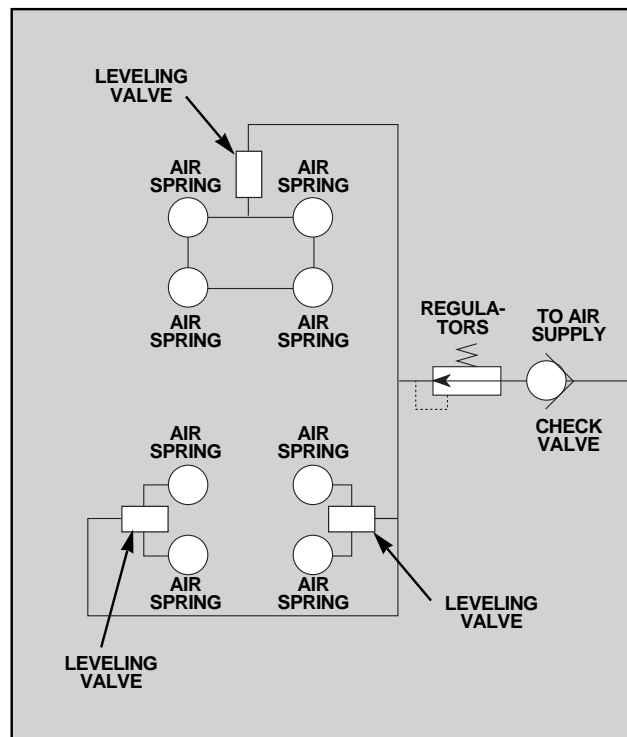 LEVELING
VALVE
AIR
SPRING
AIR
SPRING
AIR
SPRING
AIR
SPRING
REGULA-
TORS
TO AIR
SUPPLY
CHECK
VALVE
AIR
SPRING
AIR
SPRING
AIR
SPRING
AIR
SPRING
LEVELING
VALVE
LEVELING
VALVE